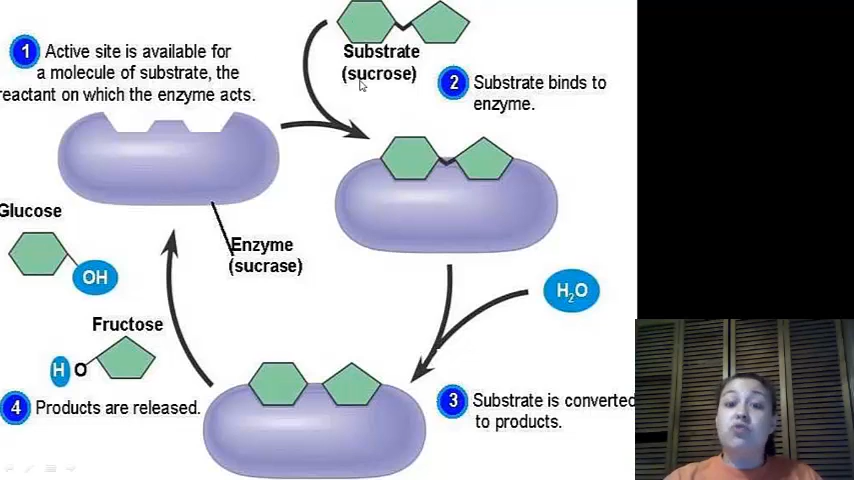 1 Active site is available for
a molecule of substrate, the
reactant on which the enzyme acts.
Substrate
(sucrose)
2 Substrate binds to
enzyme.
Glucose
OH
Enzyme
(sucrase)
H₂O
Fructose
H O
4 Products are released.
3 Substrate is converted
to products.